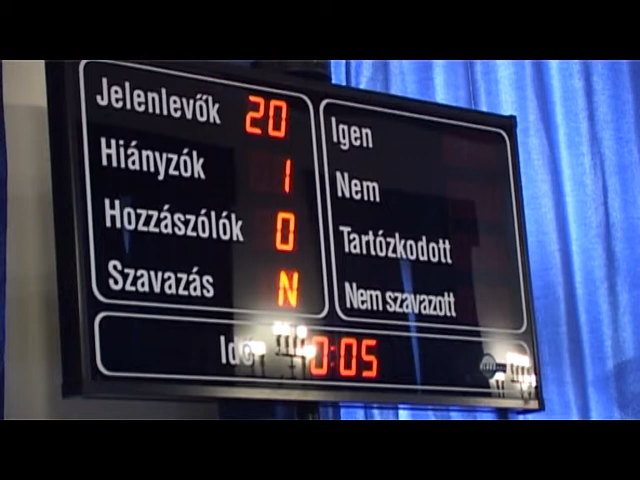 Jelenlevők 20
Hiányzók 1
Hozzászólók 0
Szavazás N
Igen
Nem
Tartózkodott
Nem szavazott
Idő 0:05